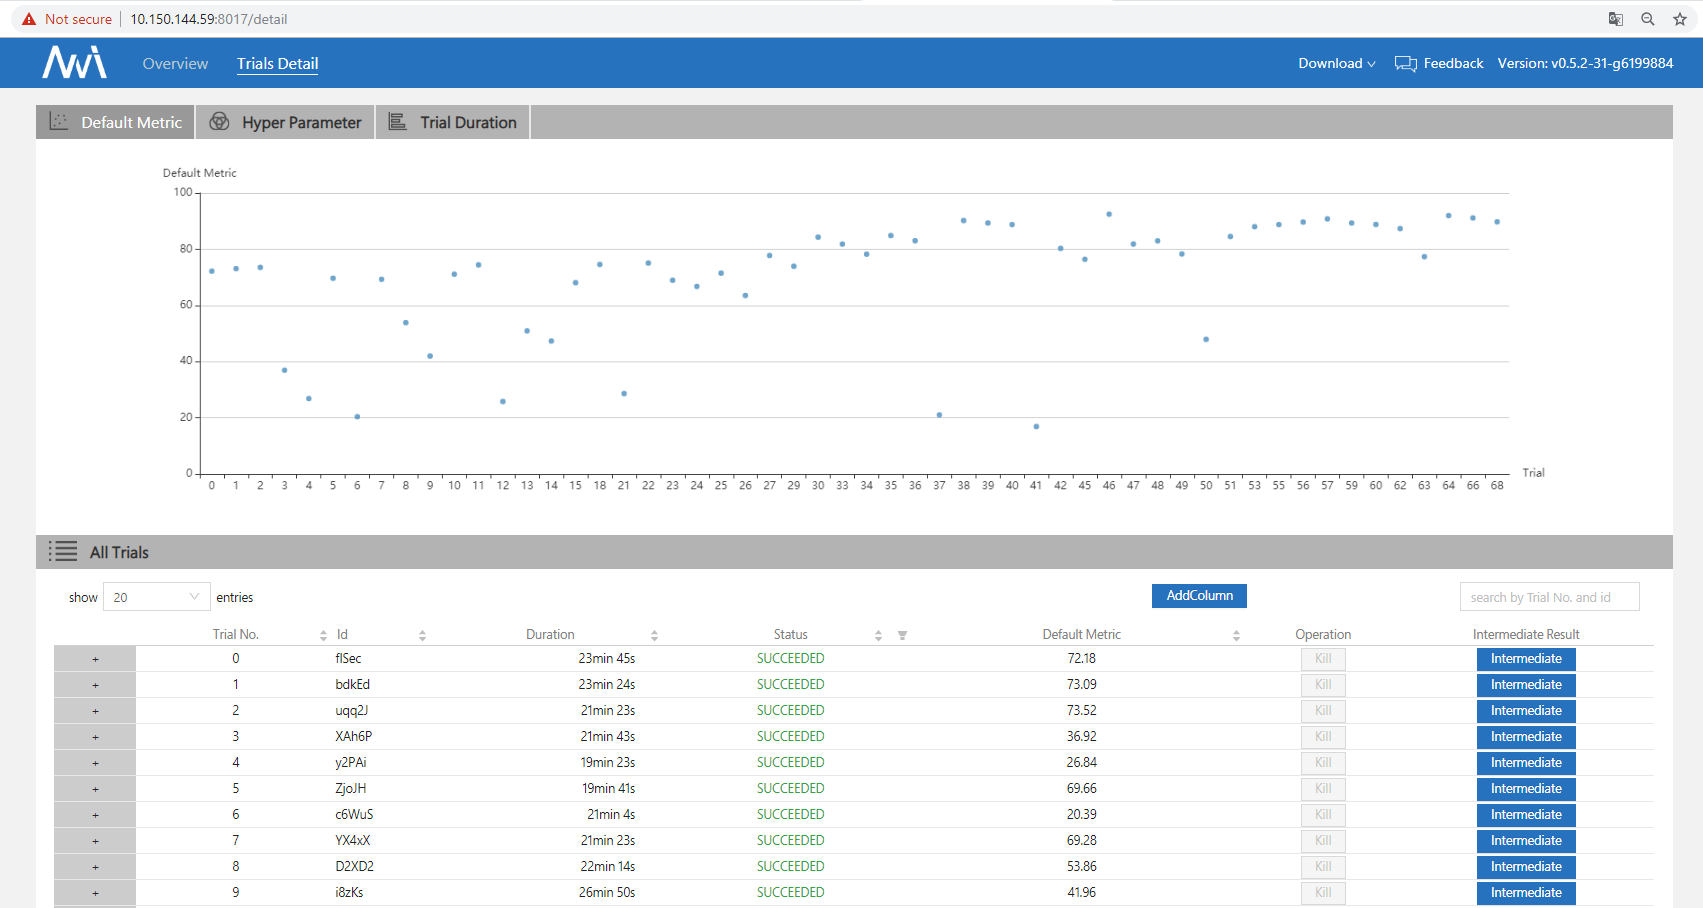 Not secure 10.150.144.59:8017/detail
NNI Overview Trials Detail Download Feedback Version: v0.5.2-31-g6199884
Default Metric Hyper Parameter Trial Duration
Default Metric
100
80
60
40
20
0
Trial
0 1 2 3 4 5 6 7 8 9 10 11 12 13 14 15 18 21 22 23 24 25 26 27 29 30 33 34 35 36 37 38 39 40 41 42 45 46 47 48 49 50 51 53 55 56 57 59 60 62 63 64 66 68
All Trials
show 20 entries AddColumn search by Trial No. and id
Trial No. Id Duration Status Default Metric Operation Intermediate Result
+ 0 flSec 23min 45s SUCCEEDED 72.18 Kill Intermediate
+ 1 bdkEd 23min 24s SUCCEEDED 73.09 Kill Intermediate
+ 2 uqq2J 21min 23s SUCCEEDED 73.52 Kill Intermediate
+ 3 XAh6P 21min 43s SUCCEEDED 36.92 Kill Intermediate
+ 4 y2PAi 19min 23s SUCCEEDED 26.84 Kill Intermediate
+ 5 ZjoJH 19min 41s SUCCEEDED 69.66 Kill Intermediate
+ 6 c6WuS 21min 4s SUCCEEDED 20.39 Kill Intermediate
+ 7 YX4xX 21min 23s SUCCEEDED 69.28 Kill Intermediate
+ 8 D2XD2 22min 14s SUCCEEDED 53.86 Kill Intermediate
+ 9 i8zKs 26min 50s SUCCEEDED 41.96 Kill Intermediate